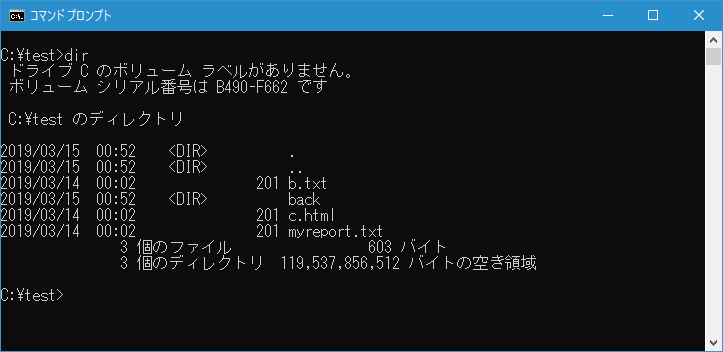 コマンドプロンプト
C:¥test>dir
ドライブ C のボリューム ラベルがありません。
ボリューム シリアル番号は B490-F662 です
C:¥test のディレクトリ
2019/03/15  00:52    <DIR>          .
2019/03/15  00:52    <DIR>          ..
2019/03/14  00:02               201 b.txt
2019/03/15  00:52    <DIR>          back
2019/03/14  00:02               201 c.html
2019/03/14  00:02               201 myreport.txt
3 個のファイル                 603 バイト
3 個のディレクトリ  119,537,856,512 バイトの空き領域
C:¥test>